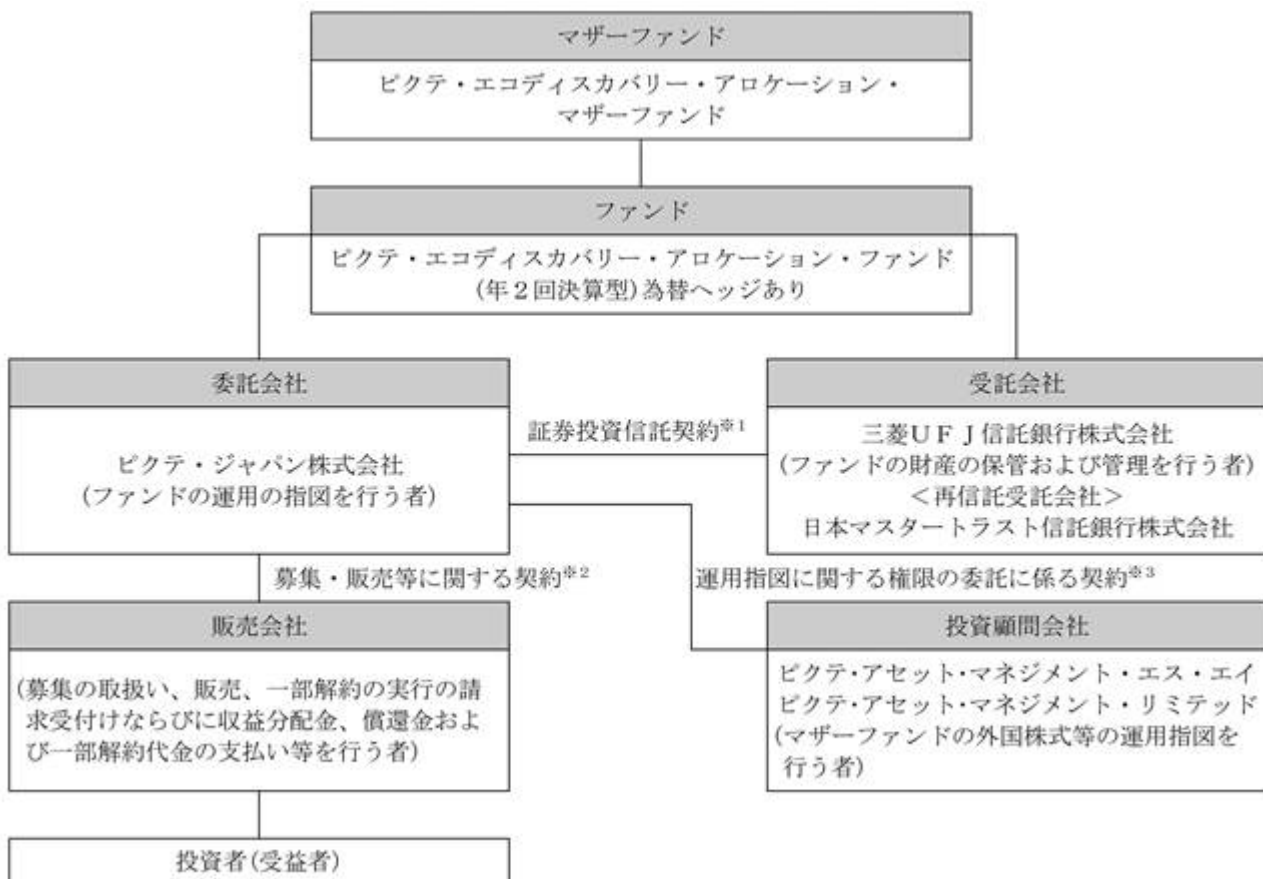 マザーファンド
ピクテ・エコディスカバリー・アロケーション・
マザーファンド
ファンド
ピクテ・エコディスカバリー・アロケーション・ファンド
(年２回決算型)為替ヘッジあり
委託会社
ピクテ・ジャパン株式会社
(ファンドの運用の指図を行う者)
証券投資信託契約※1
受託会社
三菱ＵＦＪ信託銀行株式会社
(ファンドの財産の保管および管理を行う者)
＜再信託受託会社＞
日本マスタートラスト信託銀行株式会社
募集・販売等に関する契約※2
運用指図に関する権限の委託に係る契約※3
販売会社
(募集の取扱い、販売、一部解約の実行の請
求受付けならびに収益分配金、償還金およ
び一部解約代金の支払い等を行う者)
投資顧問会社
ピクテ・アセット・マネジメント・エス・エイ
ピクテ・アセット・マネジメント・リミテッド
(マザーファンドの外国株式等の運用指図を
行う者)
投資者(受益者)